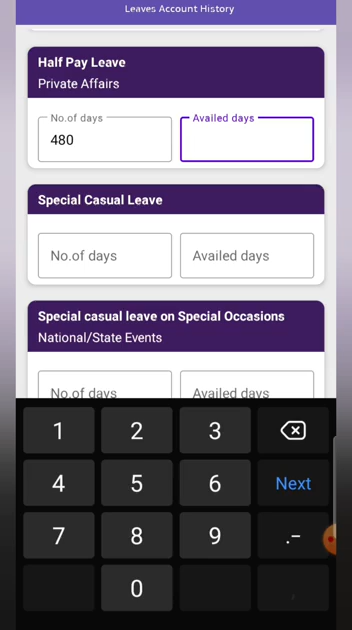 Leaves Account History
Half Pay Leave
Private Affairs
No.of days
Availed days
480
Special Casual Leave
No.of days
Availed days
Special casual leave on Special Occasions
National/State Events
No.of days
Availed days
1 2 3
4 5 6 Next
7 8 9 .-
0 ,